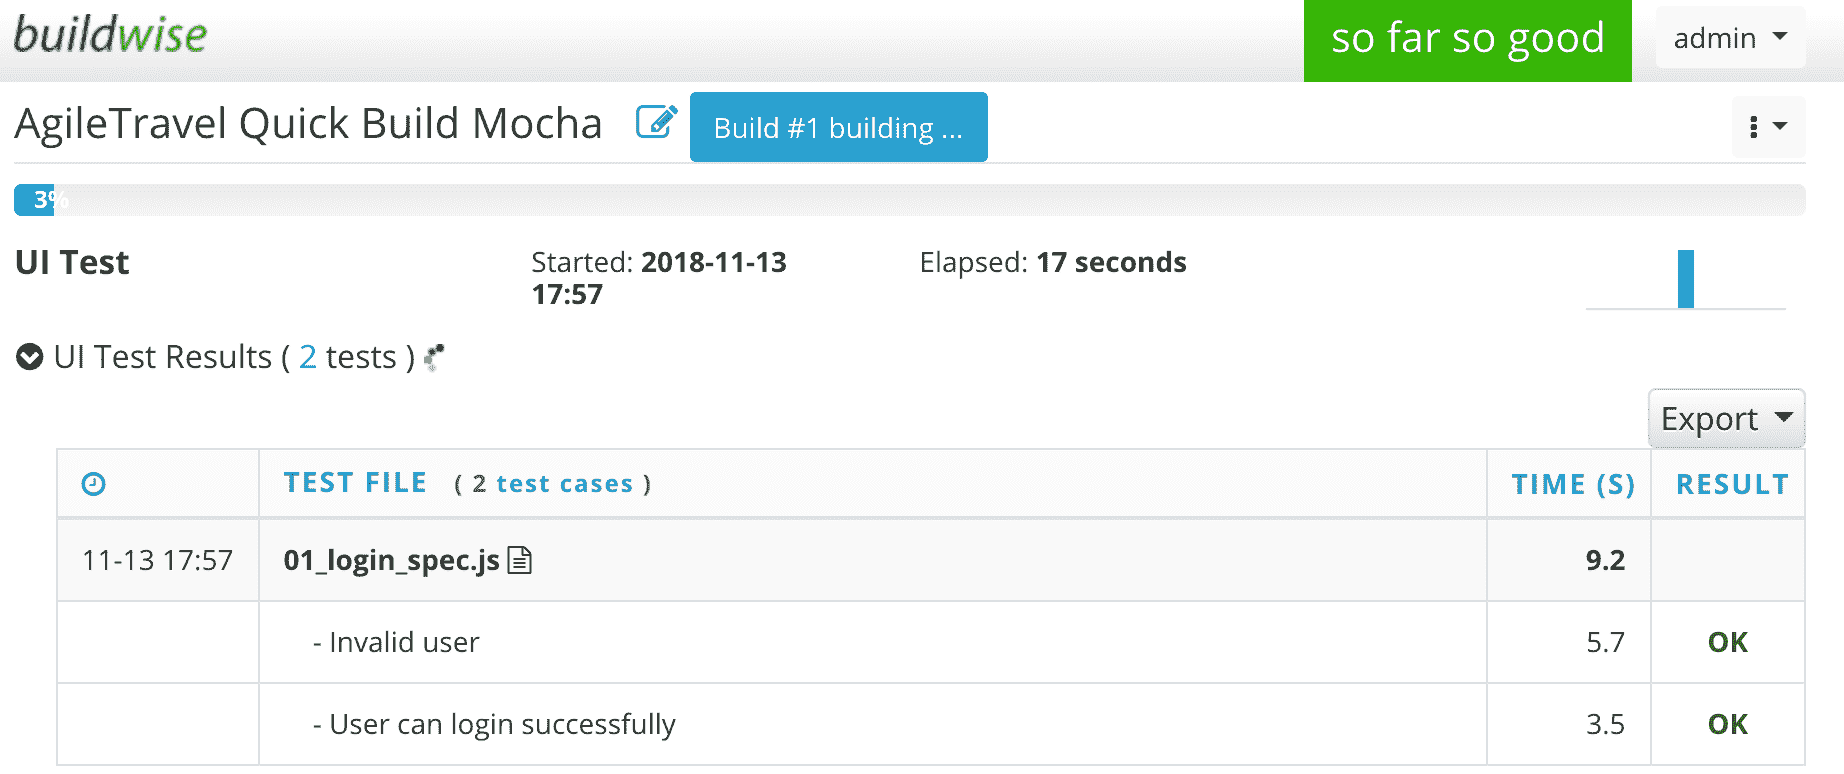 buildwise
so far so good
admin
AgileTravel Quick Build Mocha
Build #1 building ...
3%
UI Test
Started: 2018-11-13
17:57
Elapsed: 17 seconds
UI Test Results ( 2 tests )
Export
TEST FILE ( 2 test cases ) TIME (S) RESULT
11-13 17:57 01_login_spec.js 9.2
- Invalid user 5.7 OK
- User can login successfully 3.5 OK